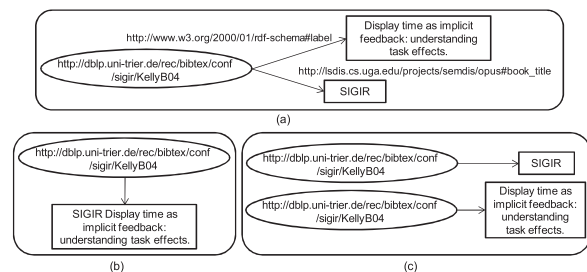 http://www.w3.org/2000/01/rdf-schema#label
Display time as implicit
feedback: understanding
task effects.
http://dblp.uni-trier.de/rec/bibtex/conf
/sigir/KellyB04
http://lsdis.cs.uga.edu/projects/semdis/opus#book_title
SIGIR
(a)
http://dblp.uni-trier.de/rec/bibtex/conf
/sigir/KellyB04
SIGIR Display time as
implicit feedback:
understanding task effects.
(b)
http://dblp.uni-trier.de/rec/bibtex/conf
/sigir/KellyB04
SIGIR
http://dblp.uni-trier.de/rec/bibtex/conf
/sigir/KellyB04
Display time as
implicit feedback:
understanding
task effects.
(c)